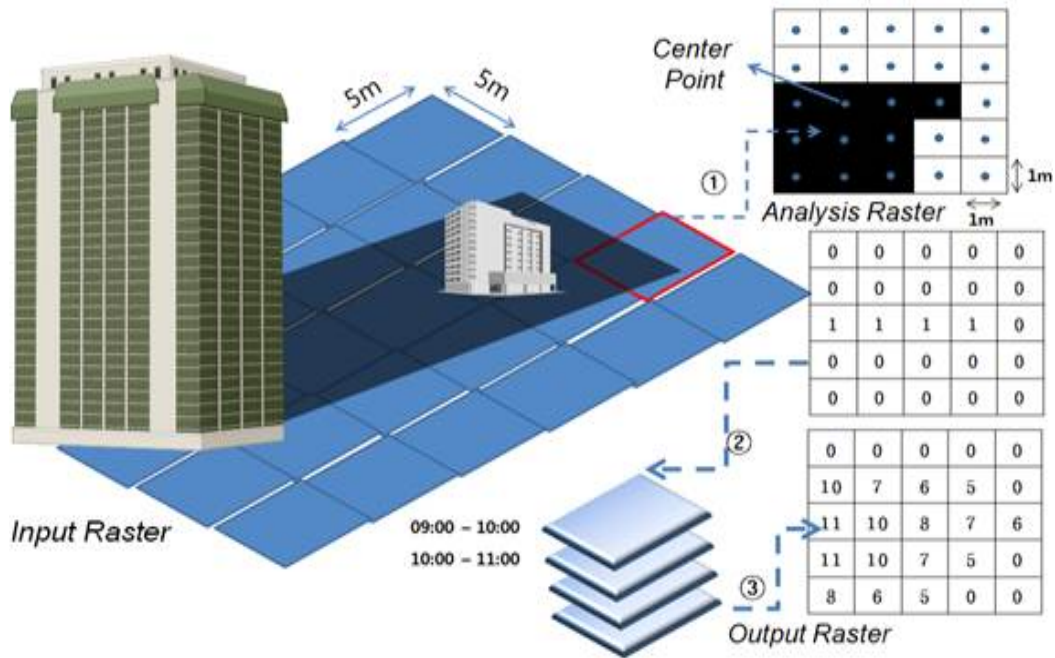 5m
5m
Center
Point
①
1m
Analysis Raster
1m
0 0 0 0 0
0 0 0 0 0
1 1 1 1 0
0 0 0 0 0
0 0 0 0 0
②
Input Raster
09:00 – 10:00
10:00 – 11:00
③
0 0 0 0 0
10 7 6 5 0
11 10 8 7 6
11 10 7 5 0
8 6 5 0 0
Output Raster